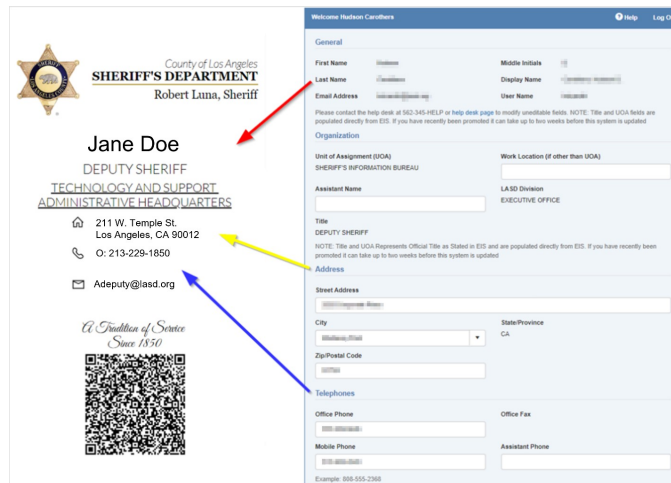 County of Los Angeles
SHERIFF'S DEPARTMENT
Robert Luna, Sheriff
Jane Doe
DEPUTY SHERIFF
TECHNOLOGY AND SUPPORT
ADMINISTRATIVE HEADQUARTERS
211 W. Temple St.
Los Angeles, CA 90012
O: 213-229-1850
Adeputy@lasd.org
A Tradition of Service
Since 1850
Welcome Hudson Carothers
Help
Log O
General
First Name
Middle Initials
Last Name
Display Name
Email Address
User Name
Please contact the help desk at 562-345-HELP or help desk page to modify uneditable fields. NOTE: Title and UOA fields are
populated directly from EIS. If you have recently been promoted it can take up to two weeks before this system is updated
Organization
Unit of Assignment (UOA)
Work Location (if other than UOA)
SHERIFF'S INFORMATION BUREAU
Assistant Name
LASD Division
EXECUTIVE OFFICE
Title
DEPUTY SHERIFF
NOTE: Title and UOA Represents Official Title as Stated in EIS and are populated directly from EIS. If you have recently been
promoted it can take up to two weeks before this system is updated
Address
Street Address
City
State/Province
CA
Zip/Postal Code
Telephones
Office Phone
Office Fax
Mobile Phone
Assistant Phone
Example: 808-555-2368